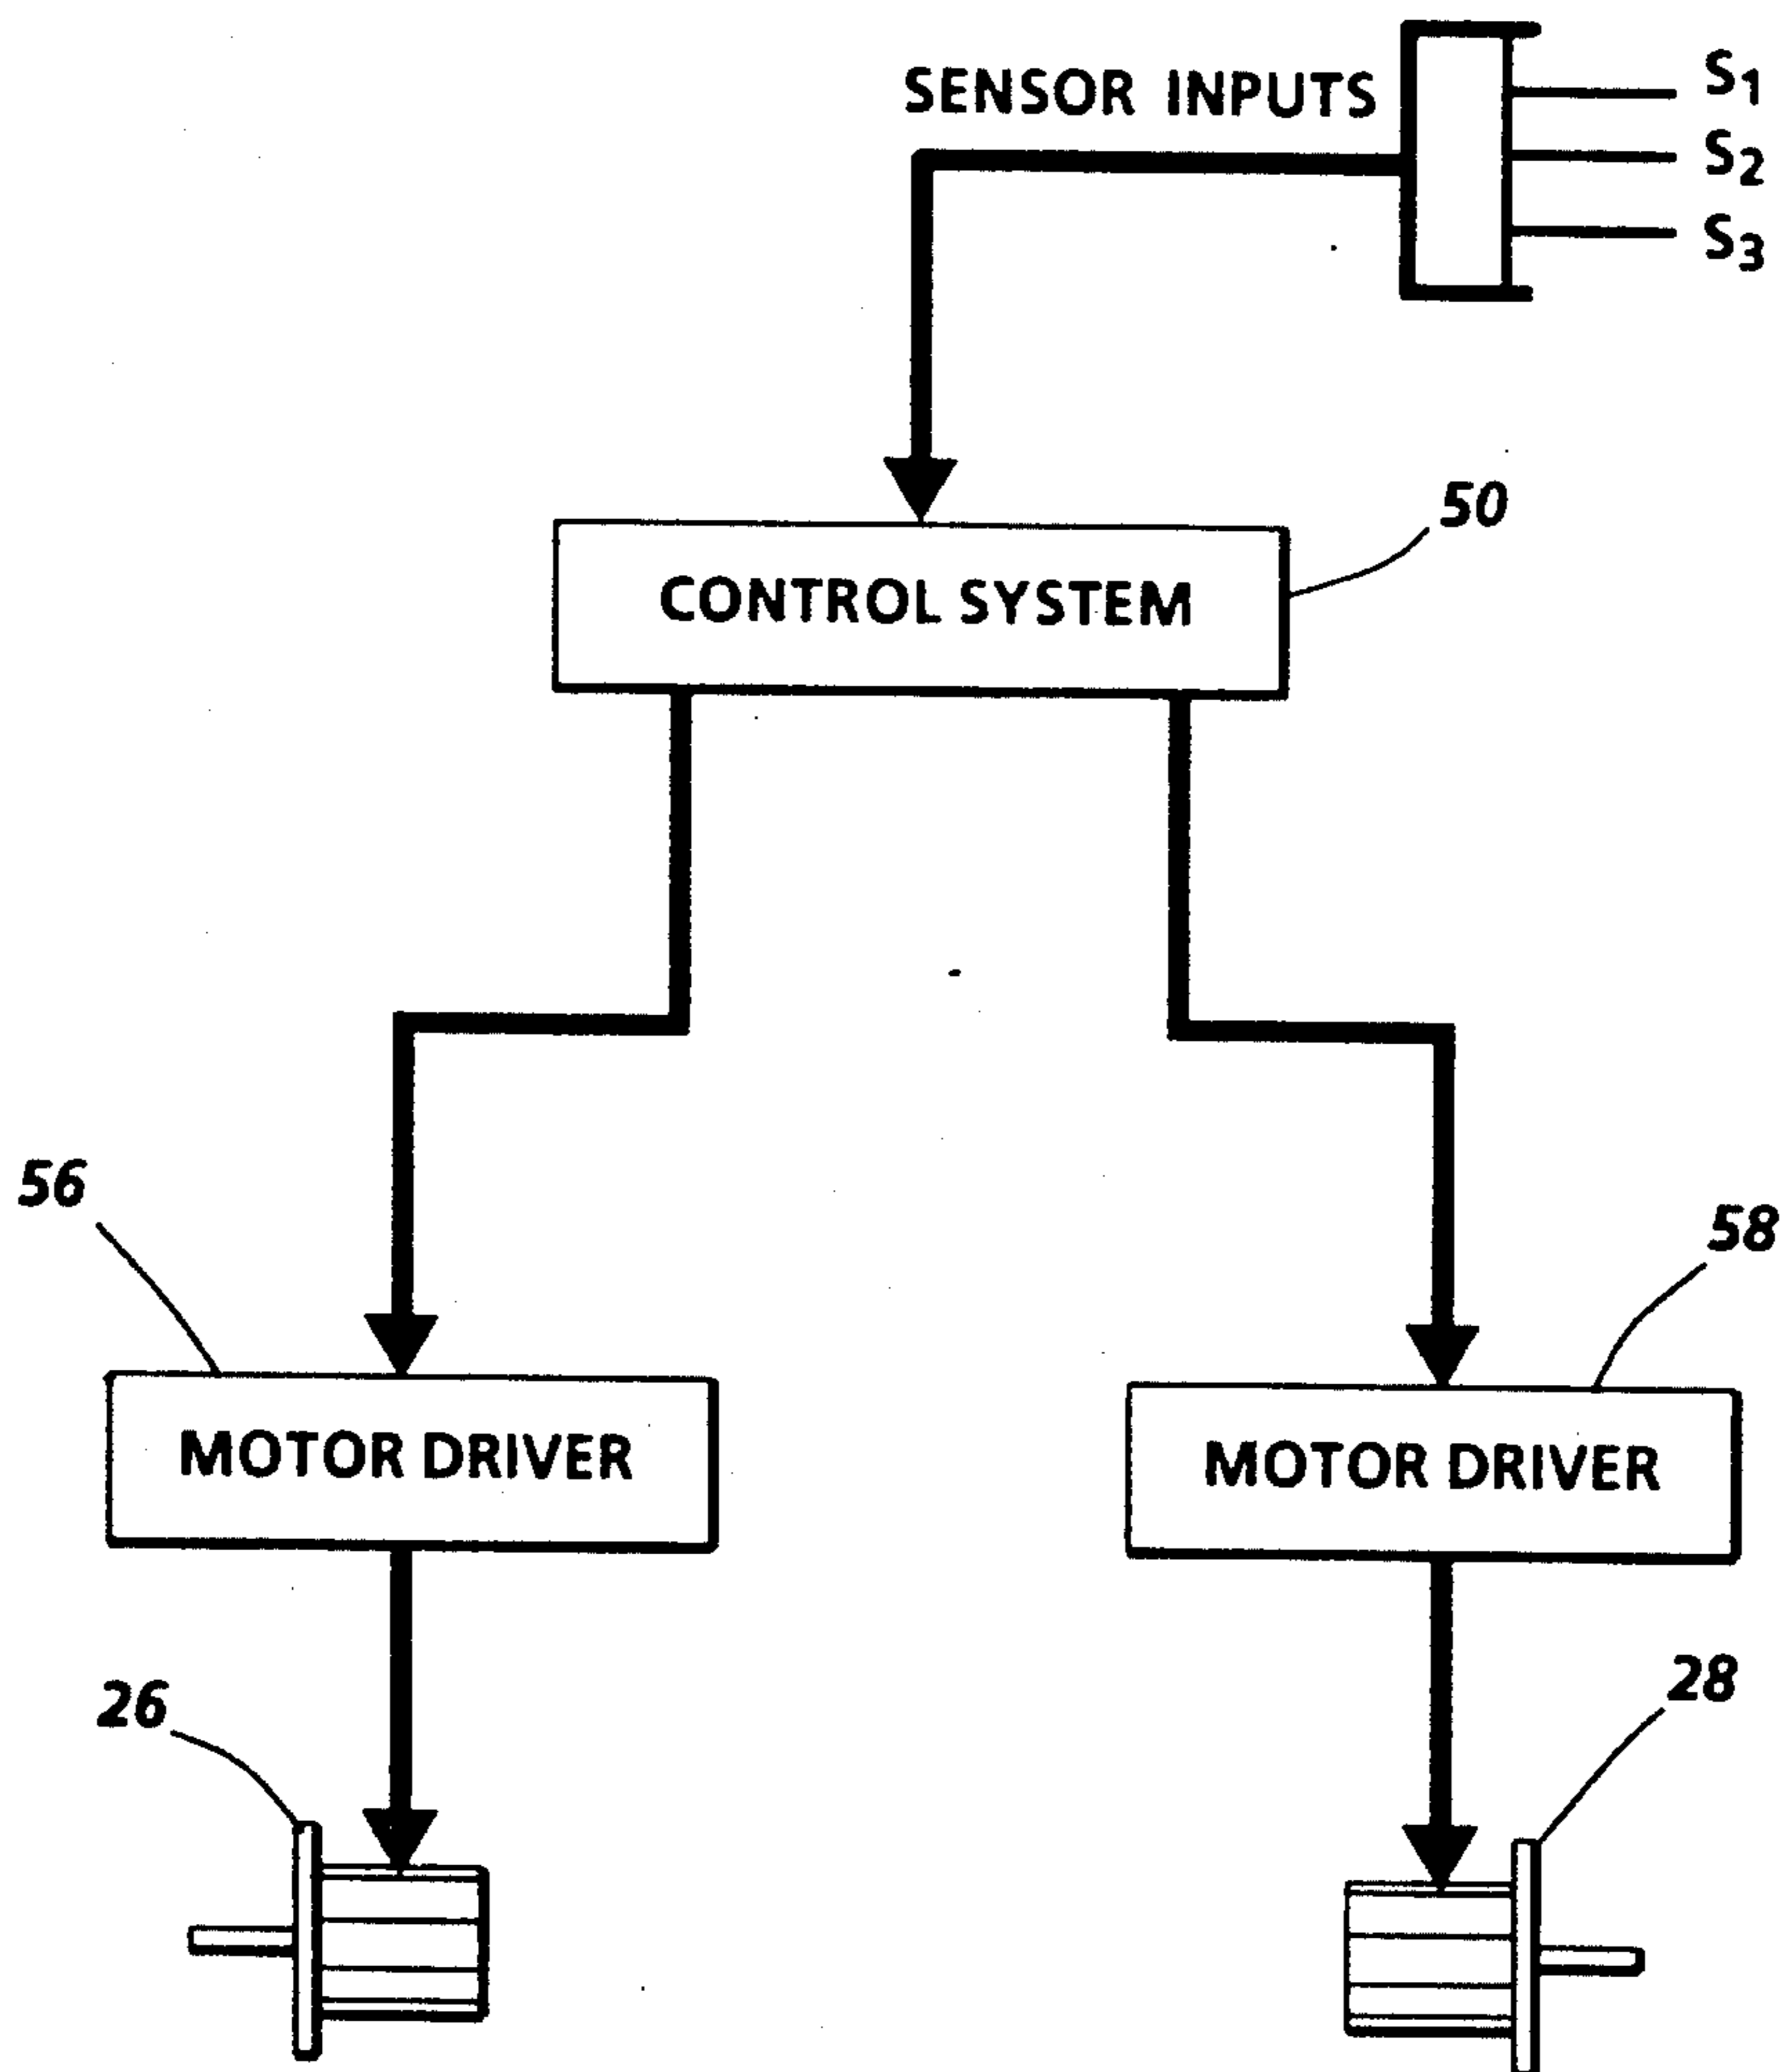 SENSOR INPUTS
S1
S2
S3
50
CONTROL SYSTEM
56
58
MOTOR DRIVER
MOTOR DRIVER
26
28